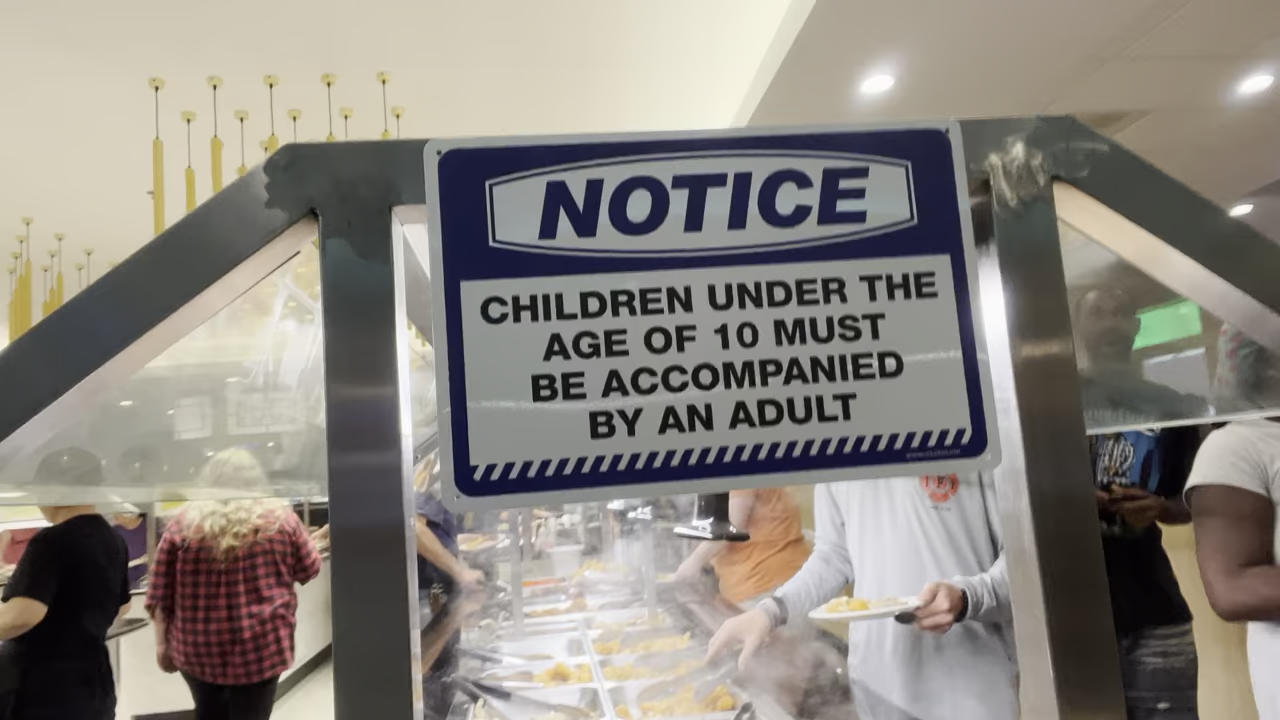 NOTICE
CHILDREN UNDER THE
AGE OF 10 MUST
BE ACCOMPANIED
BY AN ADULT